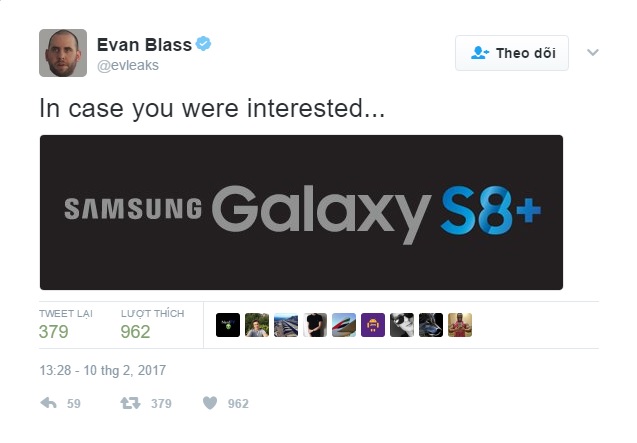 Evan Blass
@evleaks
Theo dõi
In case you were interested...
SAMSUNG Galaxy S8+
TWEET LẠI
LƯỢT THÍCH
379
962
13:28 - 10 thg 2, 2017
59
379
962